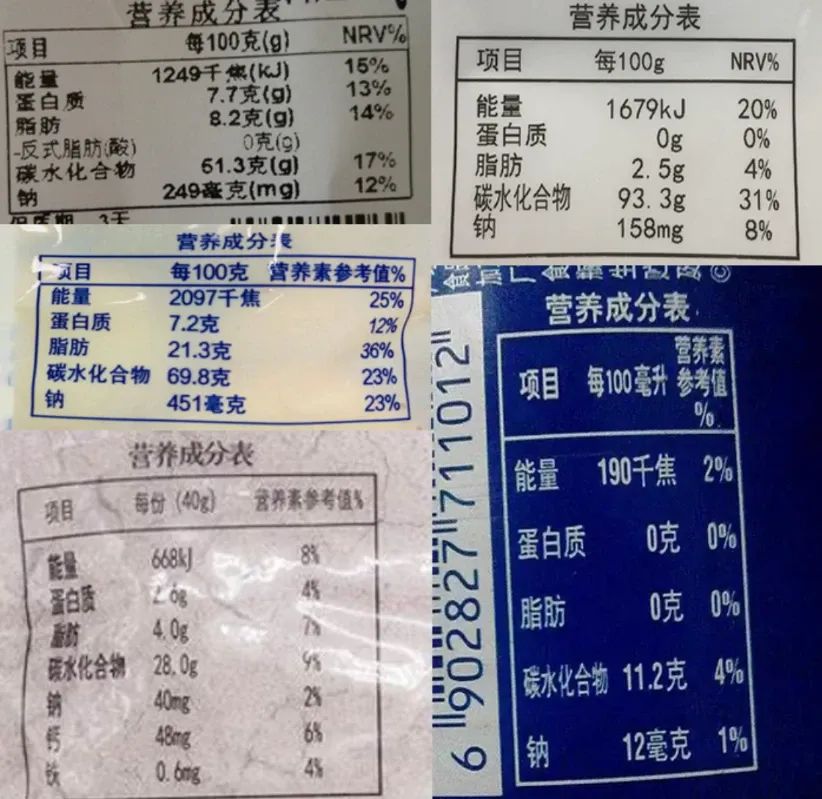 营养成分表
项目 每100克(g) NRV%
能量 1249千焦(kJ) 15%
蛋白质 7.7克(g) 13%
脂肪 8.2克(g) 14%
-反式脂肪(酸) 0克(g)
碳水化合物 51.3克(g) 17%
钠 249毫克(mg) 12%
保质期 3天
营养成分表
项目 每100g NRV%
能量 1679kJ 20%
蛋白质 0g 0%
脂肪 2.5g 4%
碳水化合物 93.3g 31%
钠 158mg 8%
营养成分表
项目 每100克 营养素参考值%
能量 2097千焦 25%
蛋白质 7.2克 12%
脂肪 21.3克 36%
碳水化合物 69.8克 23%
钠 451毫克 23%
营养成分表
项目 每份 (40g) 营养素参考值%
能量 668kJ 8%
蛋白质 2.6g 4%
脂肪 4.0g 7%
碳水化合物 28.0g 9%
钠 40mg 2%
钙 48mg 6%
铁 0.6mg 4%
6 902827 711012
营养成分表
项目 每100毫升 营养素
参考值
%
能量 190千焦 2%
蛋白质 0克 0%
脂肪 0克 0%
碳水化合物 11.2克 4%
钠 12毫克 1%